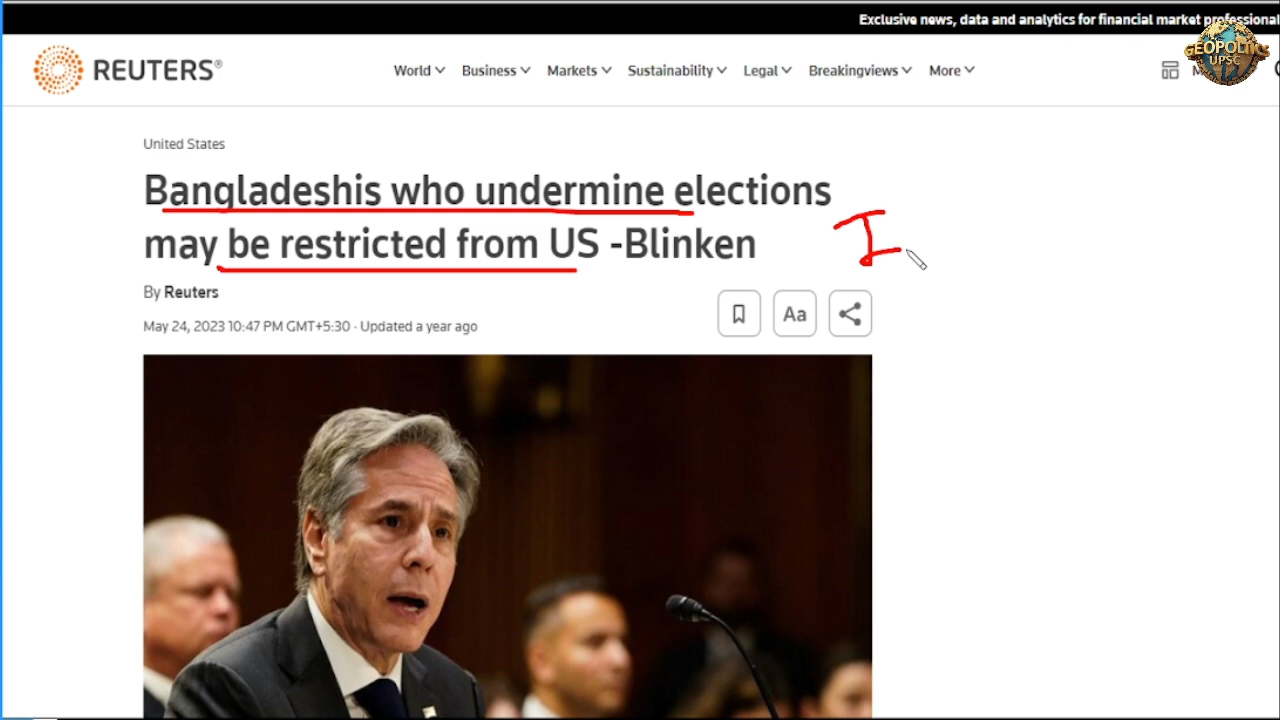 Exclusive news, data and analytics for financial market professional
REUTERS®
World Business Markets Sustainability Legal Breakingviews More
GEOPOLITICS
UPSC
United States
Bangladeshis who undermine elections
may be restricted from US -Blinken
I
By Reuters
May 24, 2023 10:47 PM GMT+5:30 · Updated a year ago
Aa